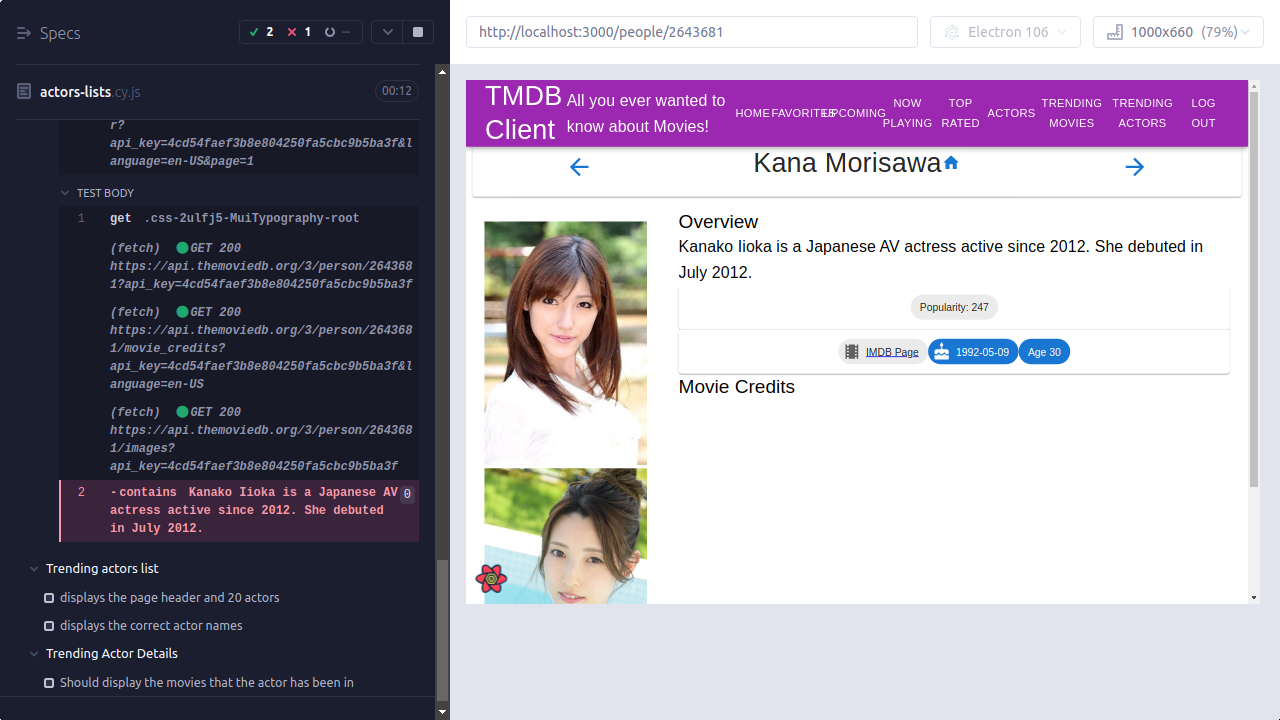 Specs
2
1
--
http://localhost:3000/people/2643681
Electron 106
1000x660 (79%)
actors-lists.cy.js
00:12
r?
api_key=4cd54faef3b8e804250fa5cbc9b5ba3f&l
anguage=en-US&page=1
TEST BODY
1 get .css-2ulfj5-MuiTypography-root
(fetch) GET 200
https://api.themoviedb.org/3/person/264368
1?api_key=4cd54faef3b8e804250fa5cbc9b5ba3f
(fetch) GET 200
https://api.themoviedb.org/3/person/264368
1/movie_credits?
api_key=4cd54faef3b8e804250fa5cbc9b5ba3f&l
anguage=en-US
(fetch) GET 200
https://api.themoviedb.org/3/person/264368
1/images?
api_key=4cd54faef3b8e804250fa5cbc9b5ba3f
2 -contains Kanako Iioka is a Japanese AV 0
actress active since 2012. She debuted
in July 2012.
Trending actors list
displays the page header and 20 actors
displays the correct actor names
Trending Actor Details
Should display the movies that the actor has been in
TMDB
Client
All you ever wanted to
know about Movies!
HOME
FAVORITES
UPCOMING
NOW
PLAYING
TOP
RATED
ACTORS
TRENDING
MOVIES
TRENDING
ACTORS
LOG
OUT
Kana Morisawa
Overview
Kanako Iioka is a Japanese AV actress active since 2012. She debuted in
July 2012.
Popularity: 247
IMDB Page
1992-05-09
Age 30
Movie Credits